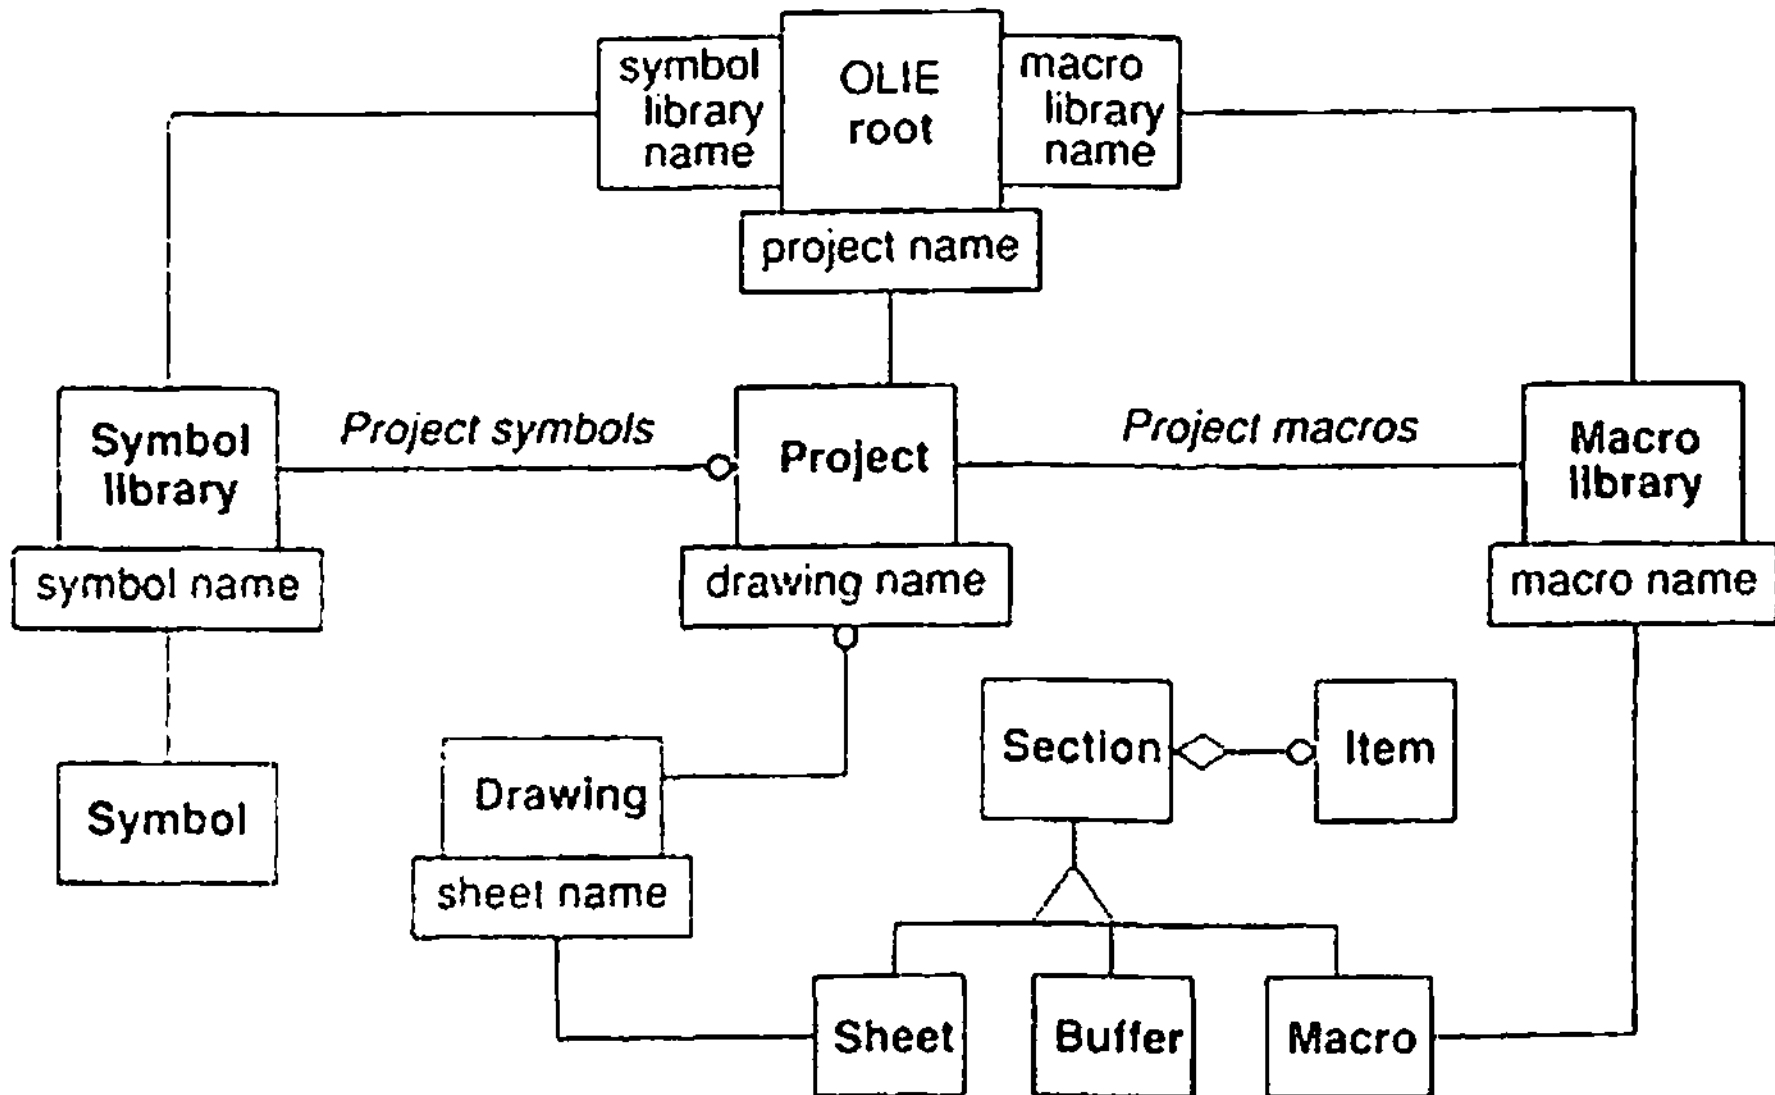 symbol
library
name
OLIE
root
macro
library
name
project name
Symbol
library
Project symbols
Project
Project macros
Macro
library
symbol name
drawing name
macro name
Symbol
Drawing
sheet name
Section
Item
Sheet
Buffer
Macro